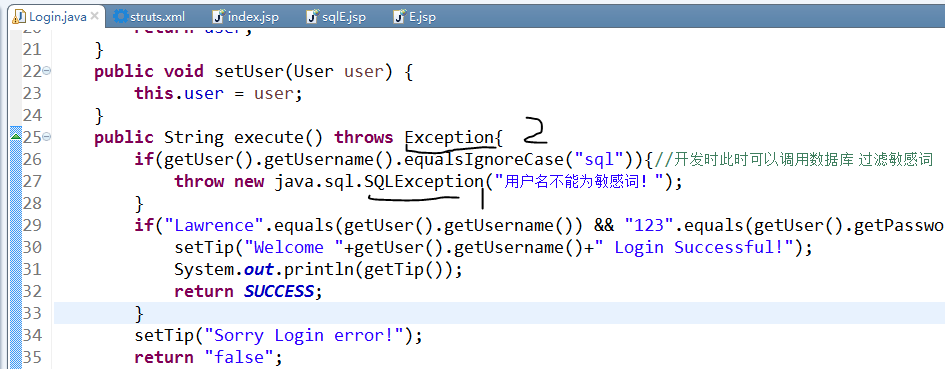 Login.java struts.xml index.jsp sqlE.jsp E.jsp
20 return user;
21 }
22 public void setUser(User user) {
23 this.user = user;
24 }
25 public String execute() throws Exception{ 2
26 if(getUser().getUsername().equalsIgnoreCase("sql")){//开发时此时可以调用数据库 过滤敏感词
27 throw new java.sql.SQLException("用户名不能为敏感词！");
1
28 }
29 if("Lawrence".equals(getUser().getUsername()) && "123".equals(getUser().getPasswo
30 setTip("Welcome "+getUser().getUsername()+" Login Successful!");
31 System.out.println(getTip());
32 return SUCCESS;
33 }
34 setTip("Sorry Login error!");
35 return "false";